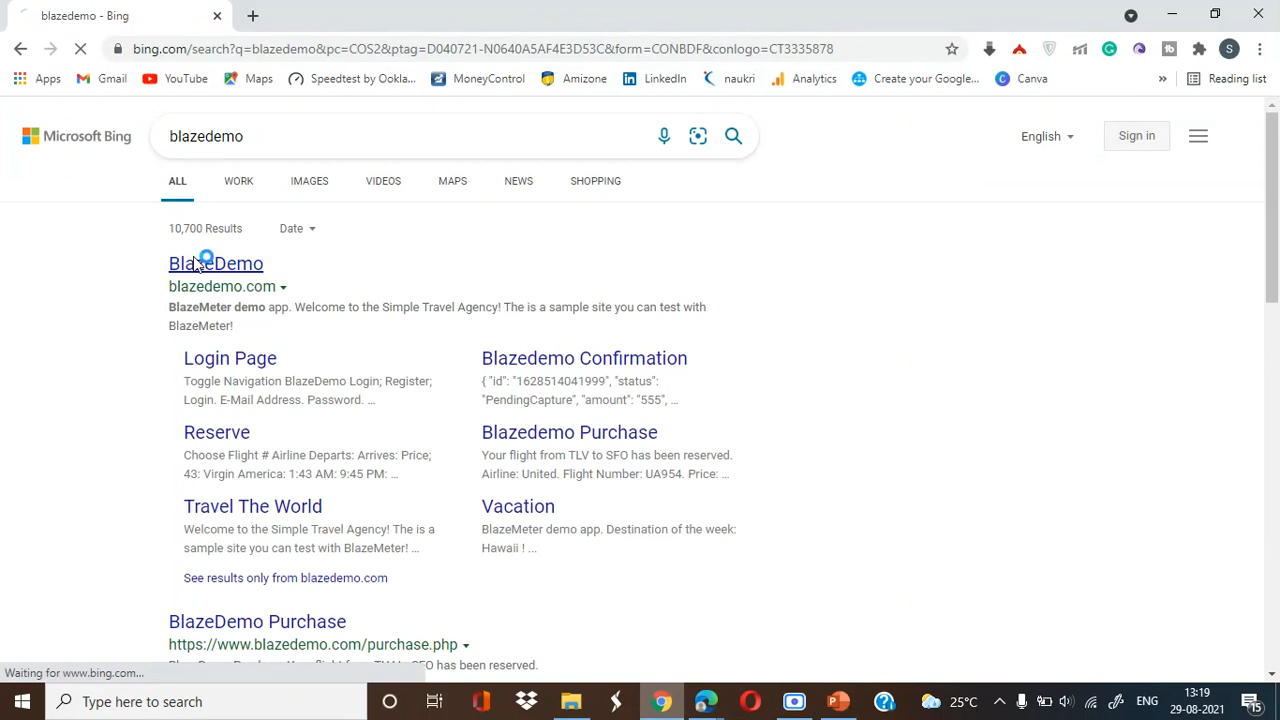 blazedemo - Bing
bing.com/search?q=blazedemo&pc=COS2&ptag=D040721-N0640A5AF4E3D53C&form=CONBDF&conlogo=CT3335878
S
Apps Gmail YouTube Maps Speedtest by Ookla... MoneyControl Amizone LinkedIn naukri Analytics Create your Google... Canva » Reading list
Microsoft Bing blazedemo English Sign in
ALL WORK IMAGES VIDEOS MAPS NEWS SHOPPING
10,700 Results Date
BlazeDemo
blazedemo.com
BlazeMeter demo app. Welcome to the Simple Travel Agency! The is a sample site you can test with
BlazeMeter!
Login Page
Toggle Navigation BlazeDemo Login; Register;
Login. E-Mail Address. Password. ...
Blazedemo Confirmation
{ "id": "1628514041999", "status":
"PendingCapture", "amount": "555", ...
Reserve
Choose Flight # Airline Departs: Arrives: Price;
43: Virgin America: 1:43 AM: 9:45 PM: ...
Blazedemo Purchase
Your flight from TLV to SFO has been reserved.
Airline: United. Flight Number: UA954. Price: ...
Travel The World
Welcome to the Simple Travel Agency! The is a
sample site you can test with BlazeMeter! ...
Vacation
BlazeMeter demo app. Destination of the week:
Hawaii ! ...
See results only from blazedemo.com
BlazeDemo Purchase
https://www.blazedemo.com/purchase.php
SFO has been reserved.
Waiting for www.bing.com...
Type here to search
25°C ENG
13:19
29-08-2021
15